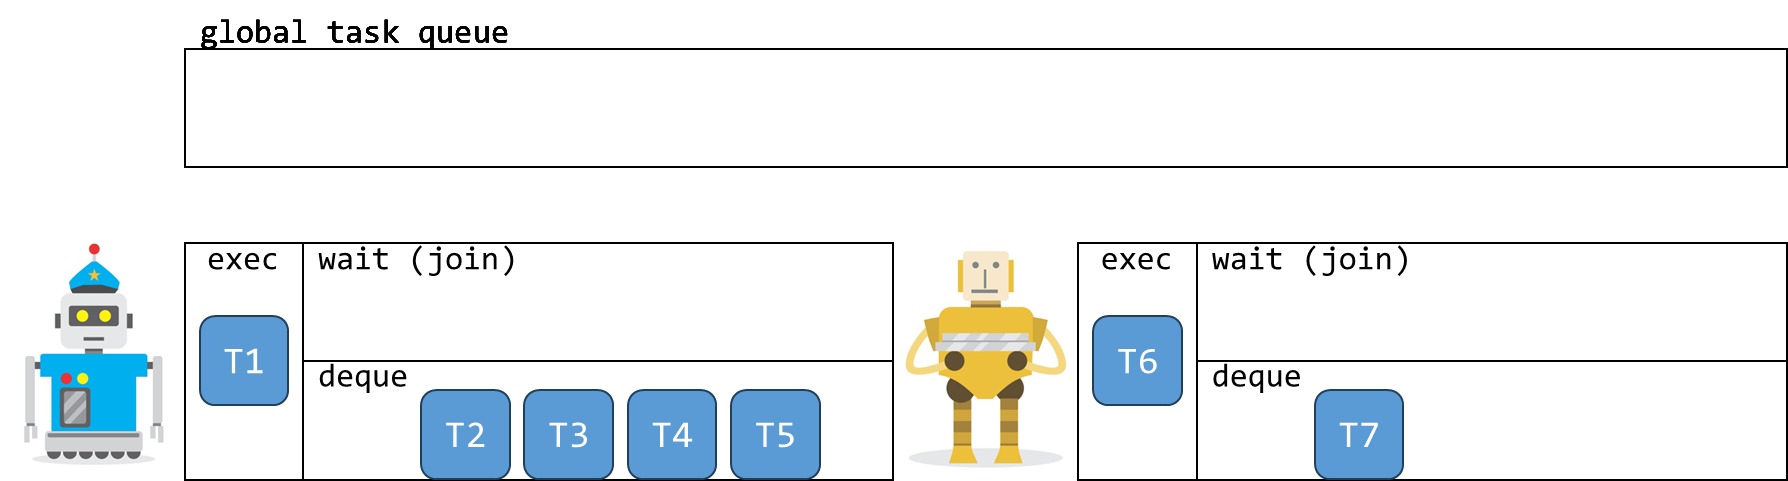 global task queue
exec wait (join) exec wait (join)
T1 T6
deque deque
T2 T3 T4 T5 T7